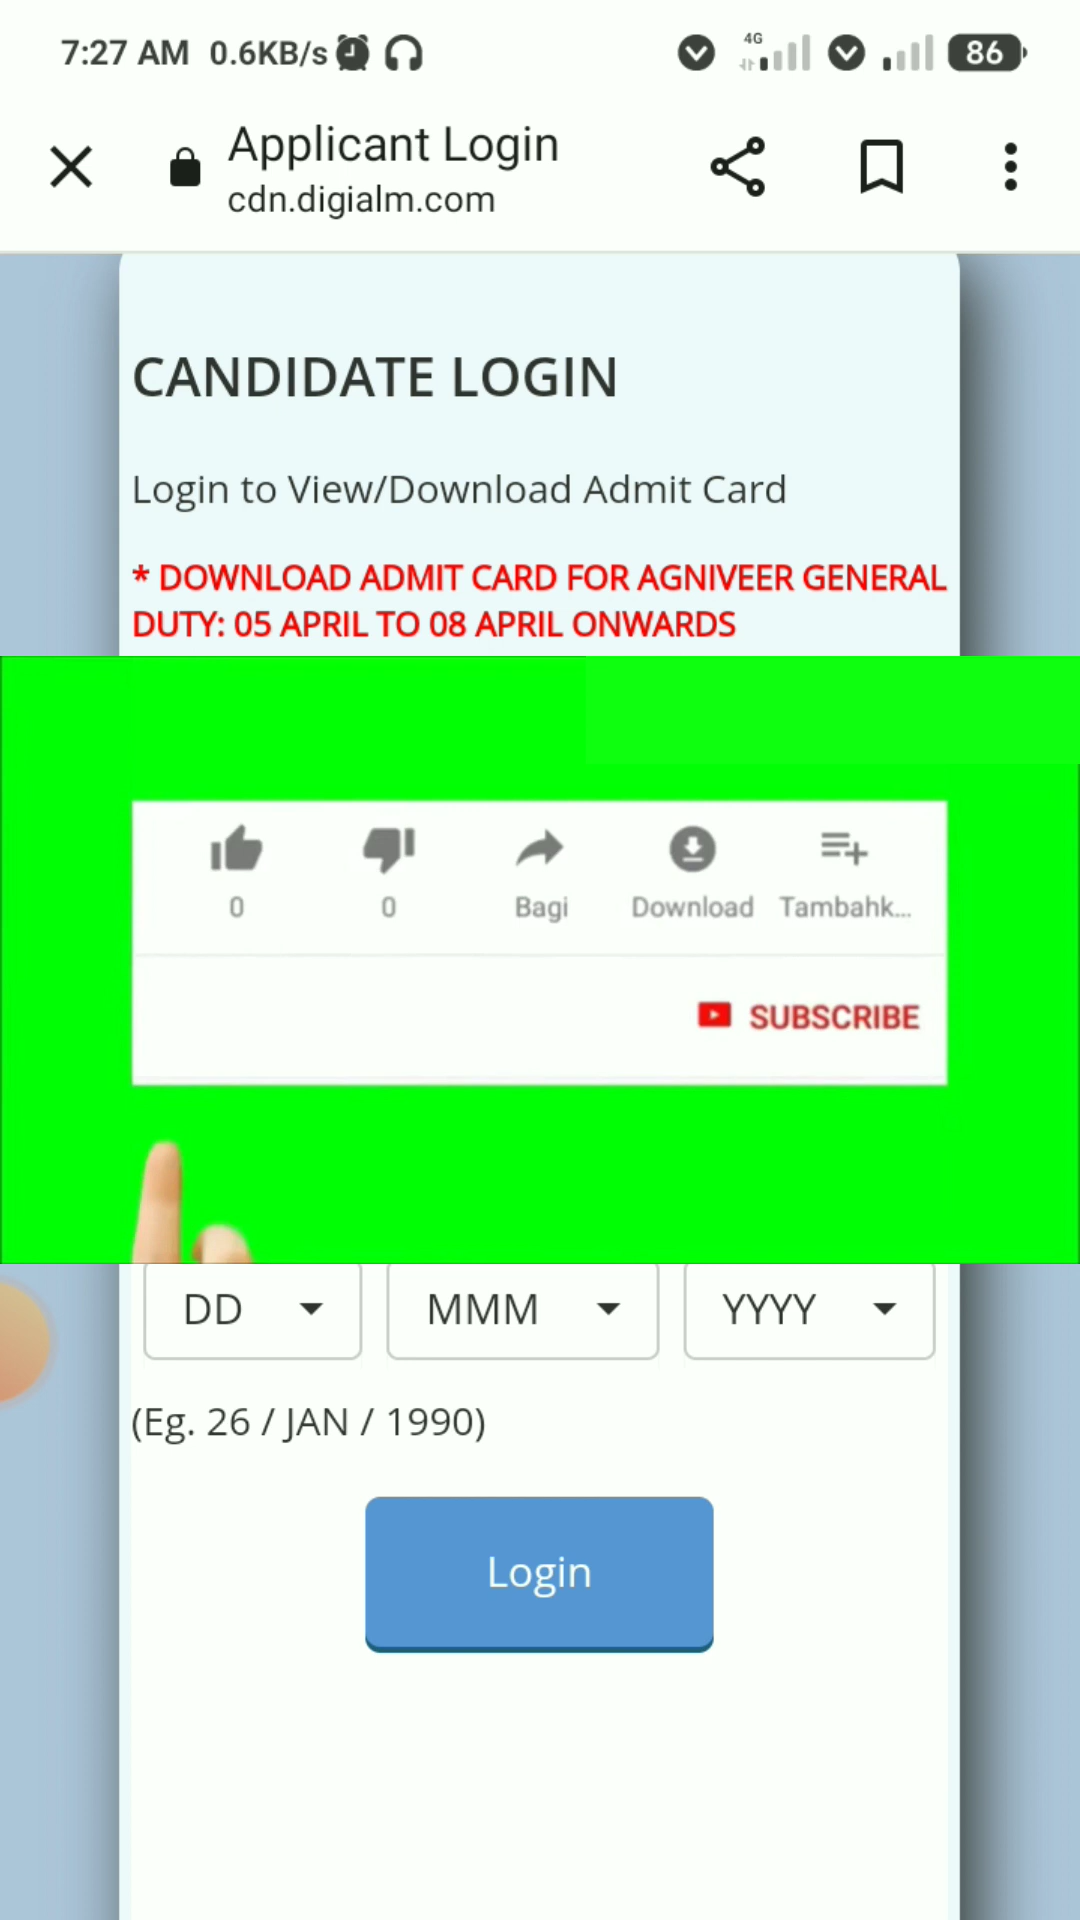 7:27 AM 0.6KB/s 4G 86
Applicant Login
cdn.digialm.com
CANDIDATE LOGIN
Login to View/Download Admit Card
* DOWNLOAD ADMIT CARD FOR AGNIVEER GENERAL
DUTY: 05 APRIL TO 08 APRIL ONWARDS
0 0 Bagi Download Tambahk...
SUBSCRIBE
DD MMM YYYY
(Eg. 26 / JAN / 1990)
Login